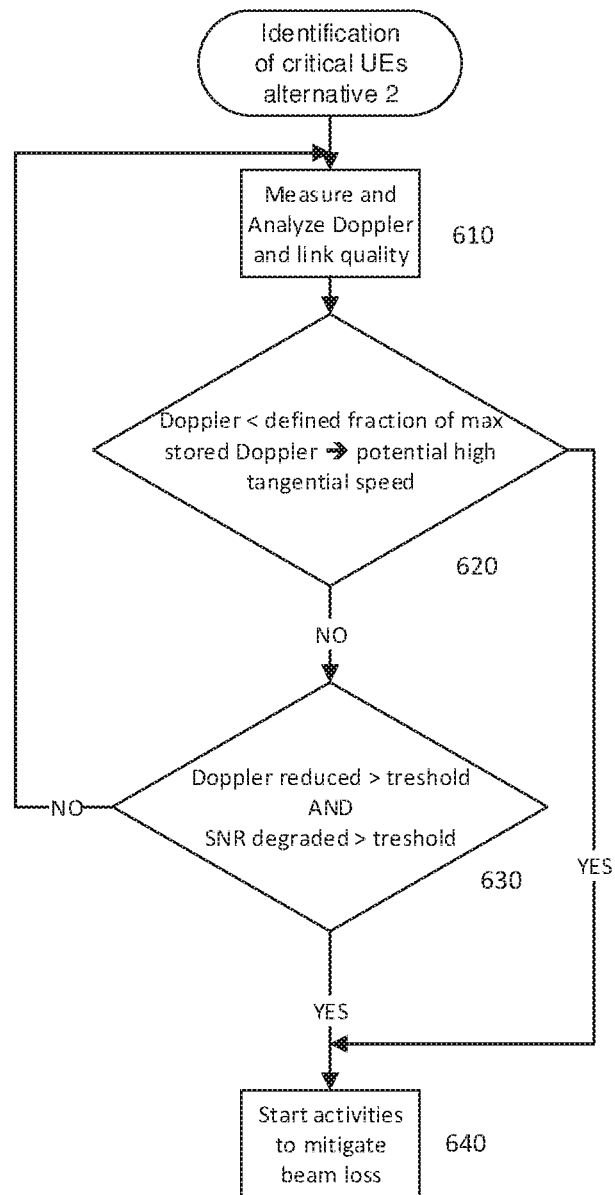 Identification
of critical UEs
alternative 2
Measure and
Analyze Doppler
and link quality
610
Doppler < defined fraction of max
stored Doppler ➔ potential high
tangential speed
620
NO
Doppler reduced > treshold
AND
SNR degraded > treshold
NO
630
YES
YES
Start activities
to mitigate
beam loss
640